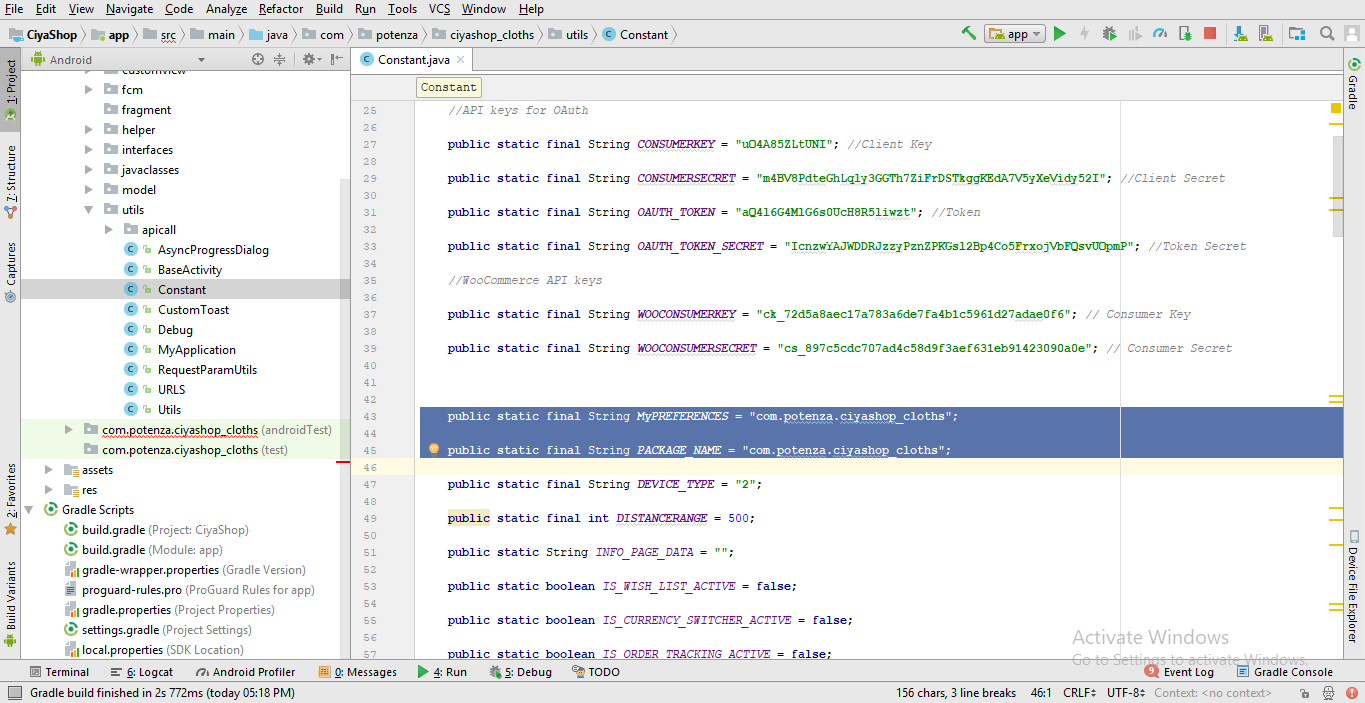 File Edit View Navigate Code Analyze Refactor Build Run Tools VCS Window Help
CiyaShop app src main java com potenza ciyashop_cloths utils Constant app
1: Project
Android
Constant.java
Constant
customview
fcm
fragment
helper
interfaces
javaclasses
model
utils
apicall
AsyncProgressDialog
BaseActivity
Constant
CustomToast
Debug
MyApplication
RequestParamUtils
URLS
Utils
com.potenza.ciyashop_cloths (androidTest)
com.potenza.ciyashop_cloths (test)
assets
res
Gradle Scripts
build.gradle (Project: CiyaShop)
build.gradle (Module: app)
gradle-wrapper.properties (Gradle Version)
proguard-rules.pro (ProGuard Rules for app)
gradle.properties (Project Properties)
settings.gradle (Project Settings)
local.properties (SDK Location)
7: Structure
Captures
2: Favorites
Build Variants
25 //API keys for OAuth
26
27 public static final String CONSUMERKEY = "uO4A85ZLtUNI"; //Client Key
28
29 public static final String CONSUMERSECRET = "m4BV8PdteGhLqly3GGTh7ZiFrDSTkggKEdA7V5yXeVidy52I"; //Client Secret
30
31 public static final String OAUTH_TOKEN = "aQ4l6G4MlG6s0UcH8R5liwzt"; //Token
32
33 public static final String OAUTH_TOKEN_SECRET = "IcnzwYAJWDDRJzzyPznZPKGsl2Bp4Co5FrxojVbFQsvUOpmP"; //Token Secret
34
35 //WooCommerce API keys
36
37 public static final String WOOCONSUMERKEY = "ck_72d5a8aec17a783a6de7fa4b1c5961d27adae0f6"; // Consumer Key
38
39 public static final String WOOCONSUMERSECRET = "cs_897c5cdc707ad4c58d9f3aef631eb91423090a0e"; // Consumer Secret
40
41
42
43 public static final String MyPREFERENCES = "com.potenza.ciyashop_cloths";
44
45 public static final String PACKAGE_NAME = "com.potenza.ciyashop_cloths";
46
47 public static final String DEVICE_TYPE = "2";
48
49 public static final int DISTANCERANGE = 500;
50
51 public static String INFO_PAGE_DATA = "";
52
53 public static boolean IS_WISH_LIST_ACTIVE = false;
54
55 public static boolean IS_CURRENCY_SWITCHER_ACTIVE = false;
56
57 public static boolean IS_ORDER_TRACKING_ACTIVE = false;
Gradle
Device File Explorer
Activate Windows
Go to Settings to activate Windows.
Terminal 6: Logcat Android Profiler 0: Messages 4: Run 5: Debug TODO 9 Event Log Gradle Console
Gradle build finished in 2s 772ms (today 05:18 PM) 156 chars, 3 line breaks 46:1 CRLF UTF-8 Context: <no context>